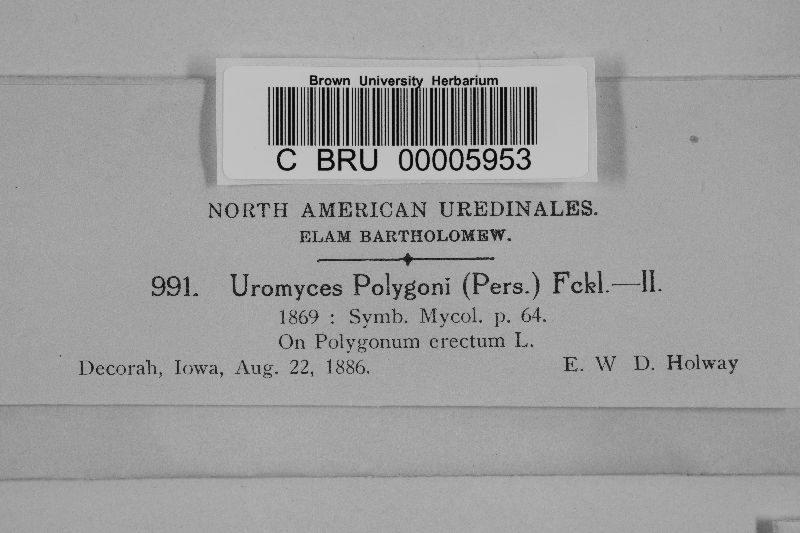 Brown University Herbarium
C BRU 00005953
NORTH AMERICAN UREDINALES.
ELAM BARTHOLOMEW.
991. Uromyces Polygoni (Pers.) Fckl.—II.
1869 : Symb. Mycol. p. 64.
On Polygonum erectum L.
Decorah, Iowa, Aug. 22, 1886. E. W D. Holway